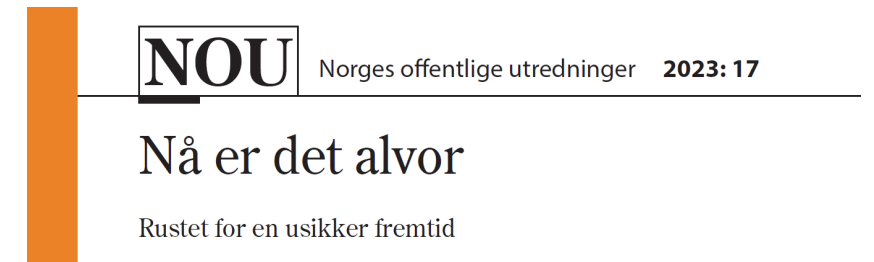 NOU Norges offentlige utredninger 2023: 17
Nå er det alvor
Rustet for en usikker fremtid